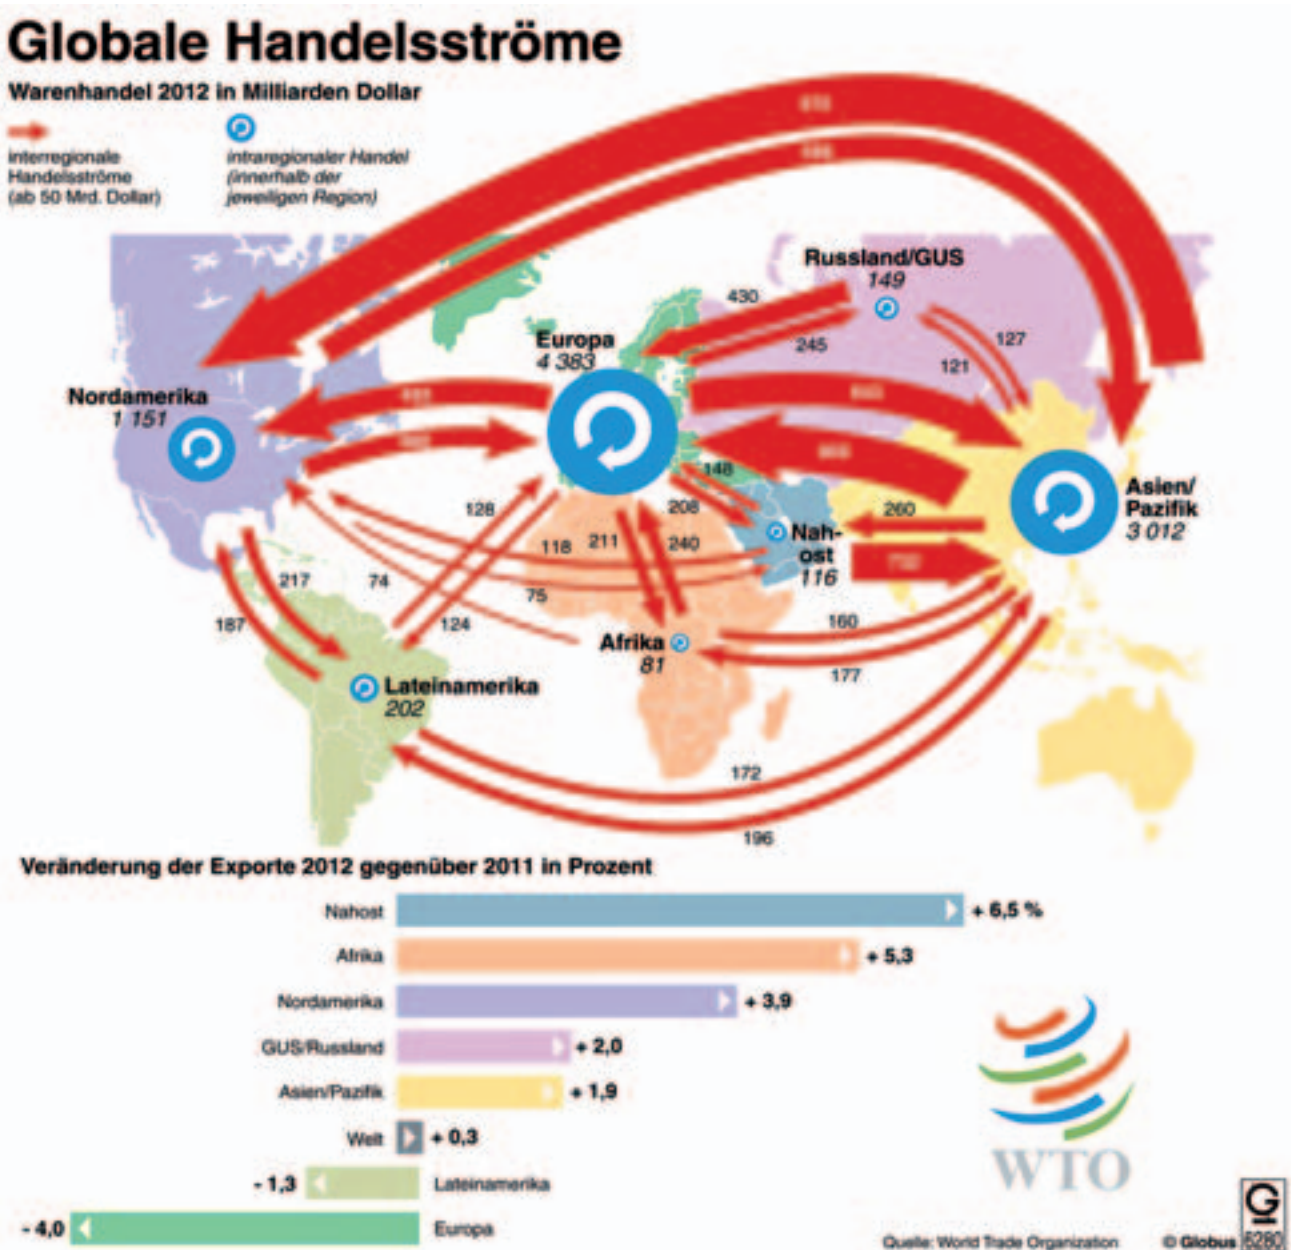 Globale Handelsströme
Warenhandel 2012 in Milliarden Dollar
interregionale
Handelsströme
(ab 50 Mrd. Dollar)
intraregionaler Handel
(innerhalb der
jeweiligen Region)
Russland/GUS
149
430
245
127
121
Europa
4 383
Nordamerika
1 151
148
208
Asien/
Pazifik
3 012
260
Nah-
ost
116
128
118
211
240
217
74
75
187
124
Afrika
81
160
177
Lateinamerika
202
172
196
Veränderung der Exporte 2012 gegenüber 2011 in Prozent
Nahost + 6,5 %
Afrika + 5,3
Nordamerika + 3,9
GUS/Russland + 2,0
Asien/Pazifik + 1,9
Welt + 0,3
- 1,3 Lateinamerika
- 4,0 Europa
WTO
Quelle: World Trade Organization
© Globus
6280